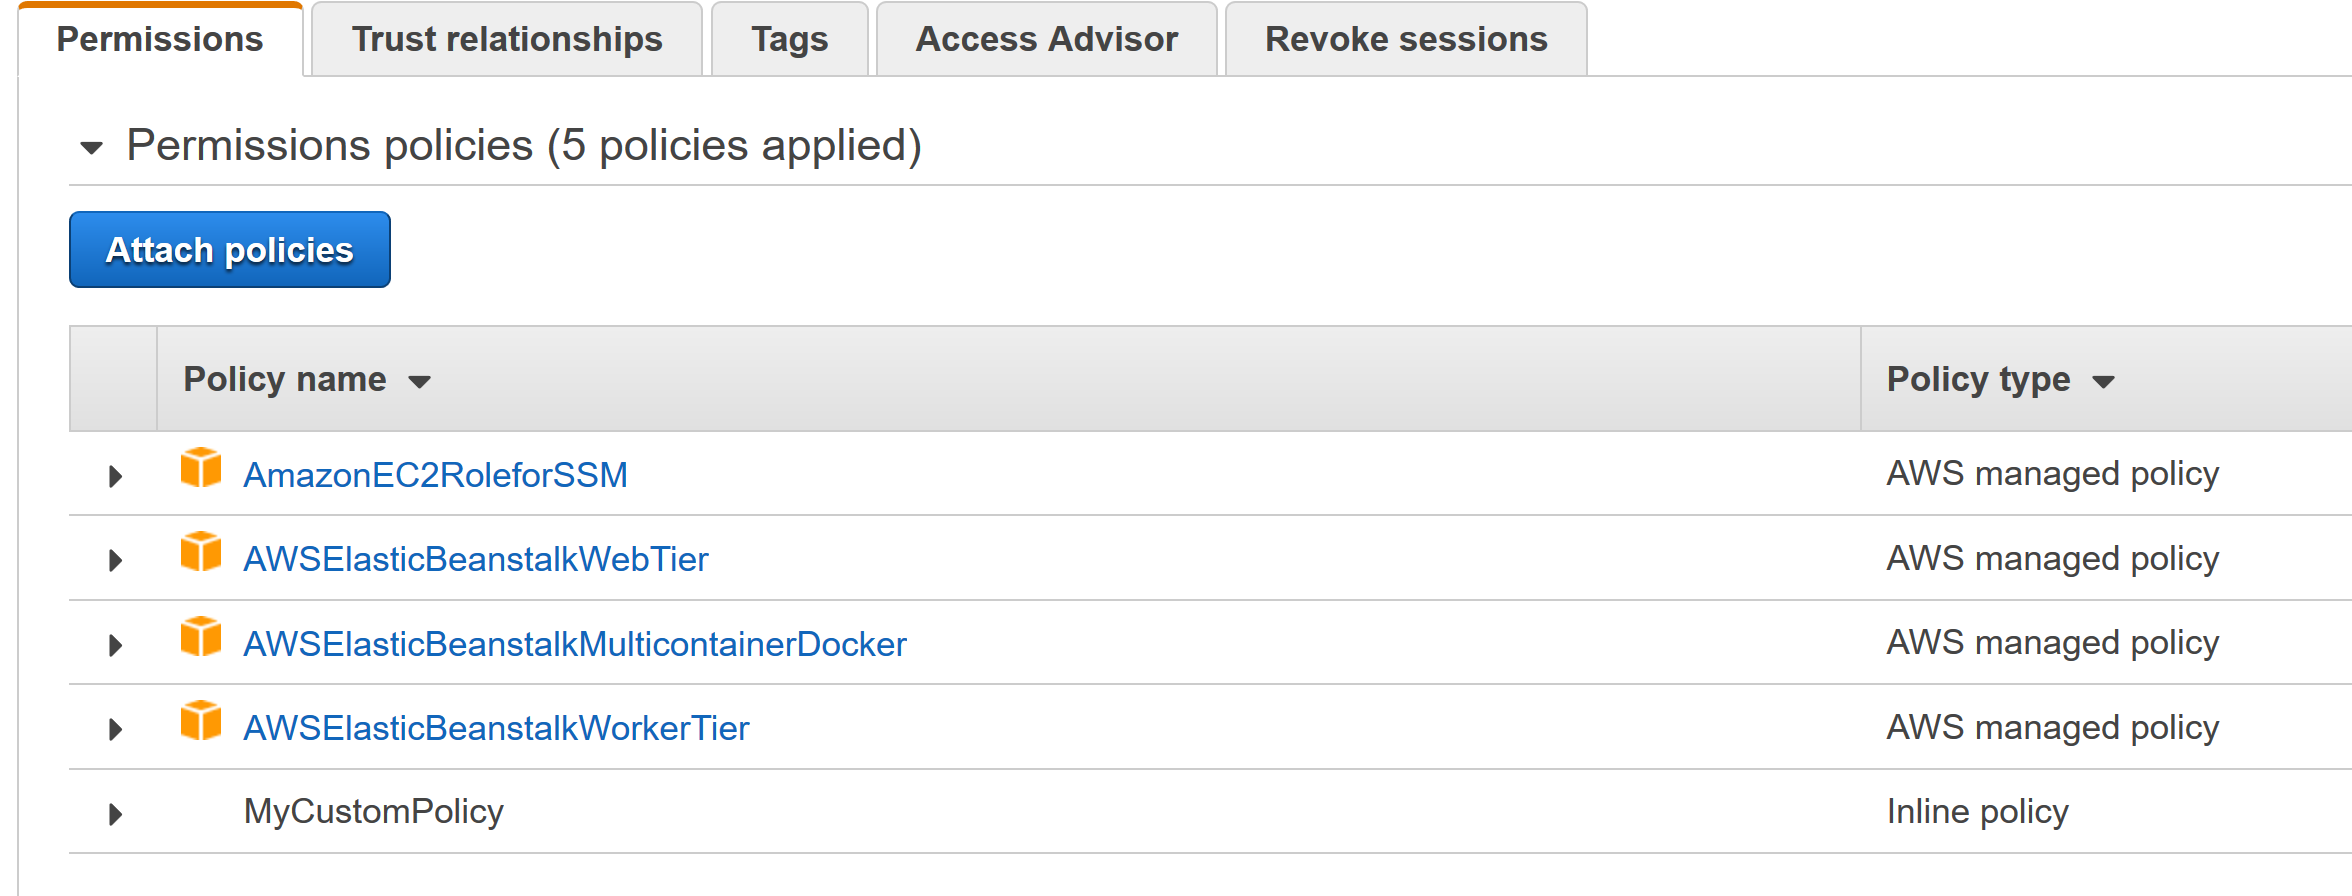 Permissions Trust relationships Tags Access Advisor Revoke sessions
Permissions policies (5 policies applied)
Attach policies
Policy name Policy type
AmazonEC2RoleforSSM AWS managed policy
AWSElasticBeanstalkWebTier AWS managed policy
AWSElasticBeanstalkMulticontainerDocker AWS managed policy
AWSElasticBeanstalkWorkerTier AWS managed policy
MyCustomPolicy Inline policy